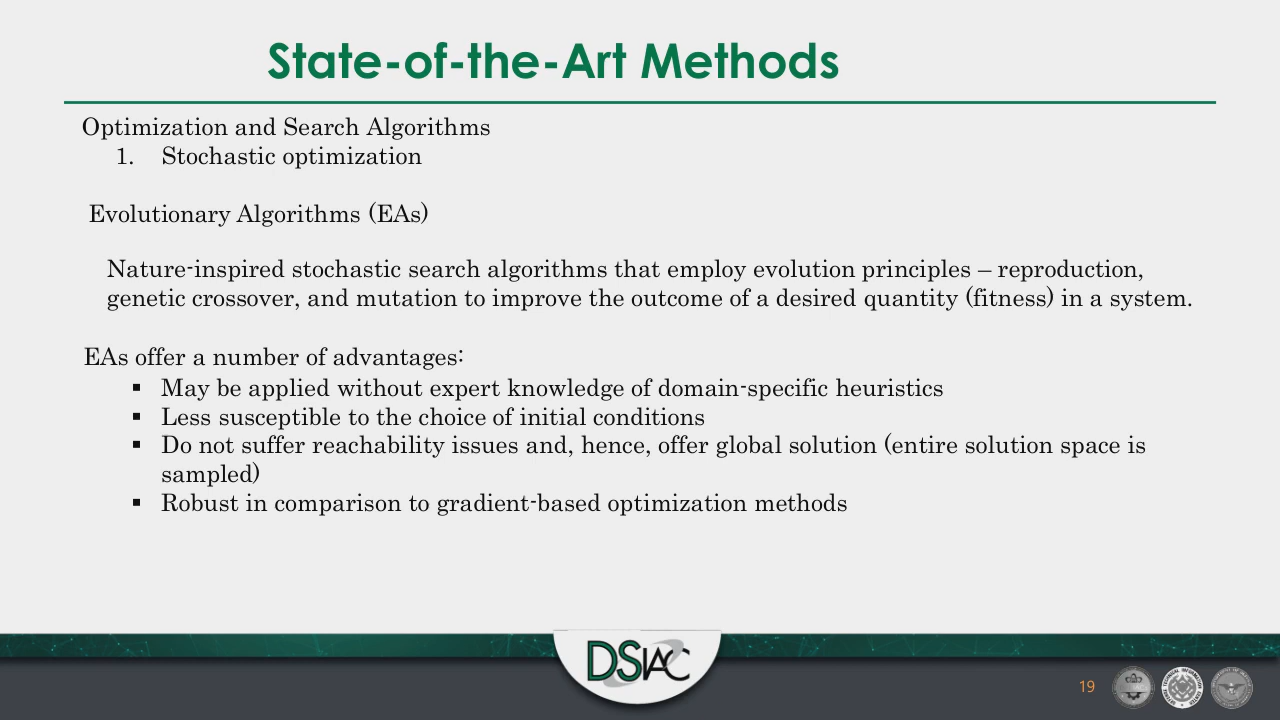 State-of-the-Art Methods
Optimization and Search Algorithms
1. Stochastic optimization
Evolutionary Algorithms (EAs)
Nature-inspired stochastic search algorithms that employ evolution principles – reproduction,
genetic crossover, and mutation to improve the outcome of a desired quantity (fitness) in a system.
EAs offer a number of advantages:
▪ May be applied without expert knowledge of domain-specific heuristics
▪ Less susceptible to the choice of initial conditions
▪ Do not suffer reachability issues and, hence, offer global solution (entire solution space is
sampled)
▪ Robust in comparison to gradient-based optimization methods
DSIAC
19